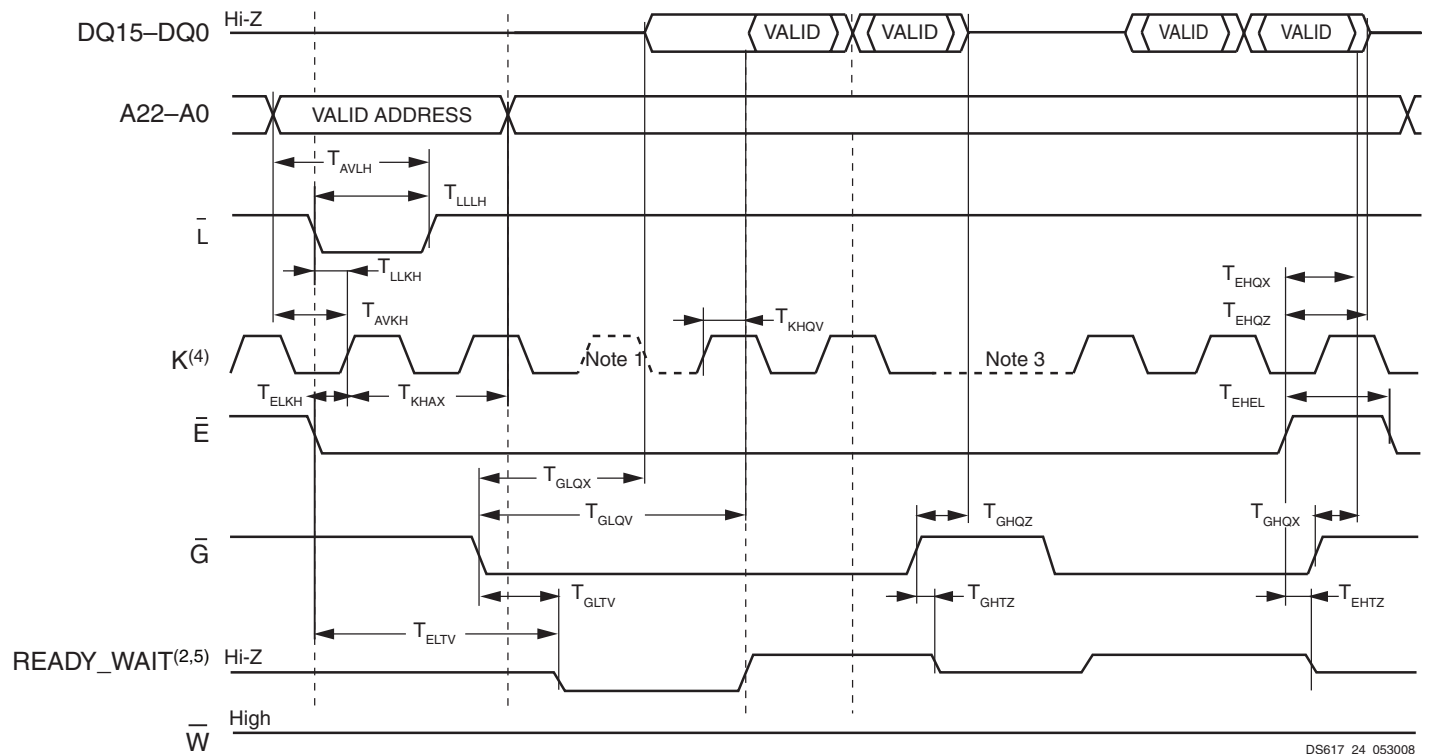 DQ15–DQ0 Hi-Z VALID VALID VALID VALID
A22–A0 VALID ADDRESS
TAVLH
TLLLH
L̅
TLLKH TEHQX
TAVKH TKHQV TEHQZ
K(4) Note 1 Note 3
TELKH TKHAX TEHEL
E̅
TGLQX
TGLQV TGHQZ TGHQX
G̅
TGLTV TGHTZ TEHTZ
TELTV
READY_WAIT(2,5) Hi-Z
W̅ High
DS617_24_053008